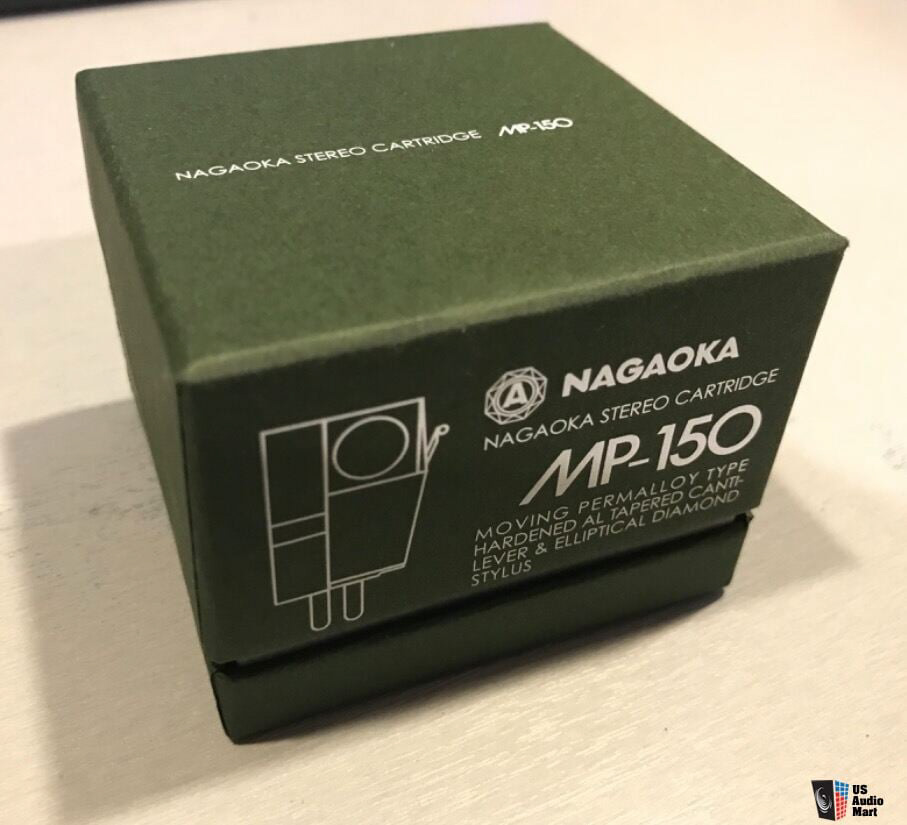 NAGAOKA STEREO CARTRIDGE MP-150
A NAGAOKA
NAGAOKA STEREO CARTRIDGE
MP-150
MOVING PERMALLOY TYPE
HARDENED AL TAPERED CANTI-
LEVER & ELLIPTICAL DIAMOND
STYLUS
US
Audio
Mart